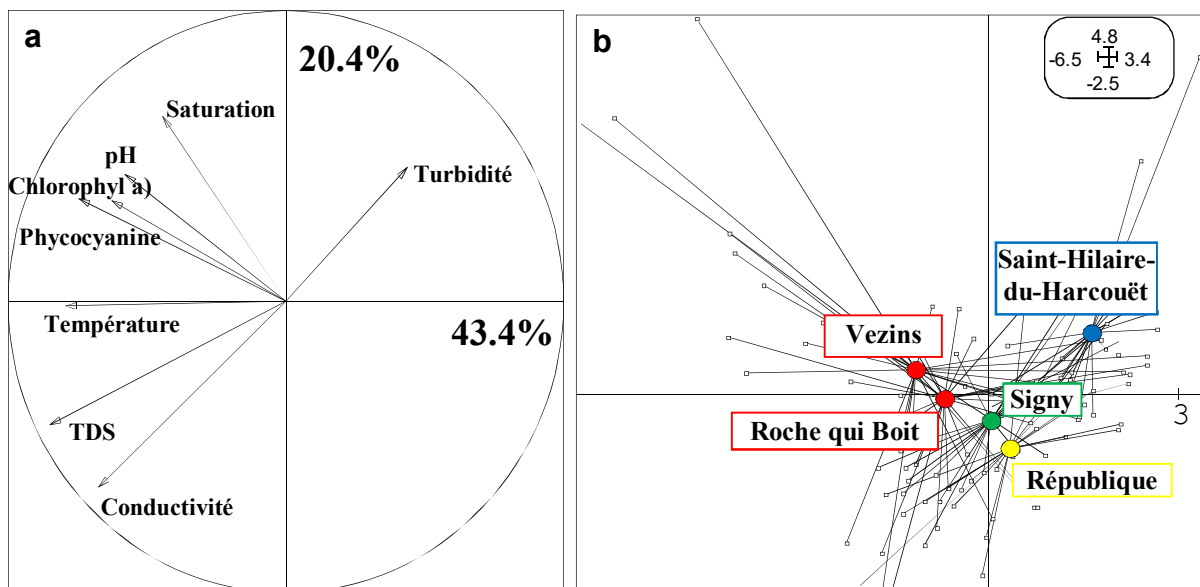 a
20.4%
Saturation
pH
Turbidité
Chlorophyl a)
Phycocyanine
Température
43.4%
TDS
Conductivité
b
4.8
-6.5
3.4
-2.5
Saint-Hilaire-
du-Harcouët
Vezins
Signy
3
Roche qui Boit
République